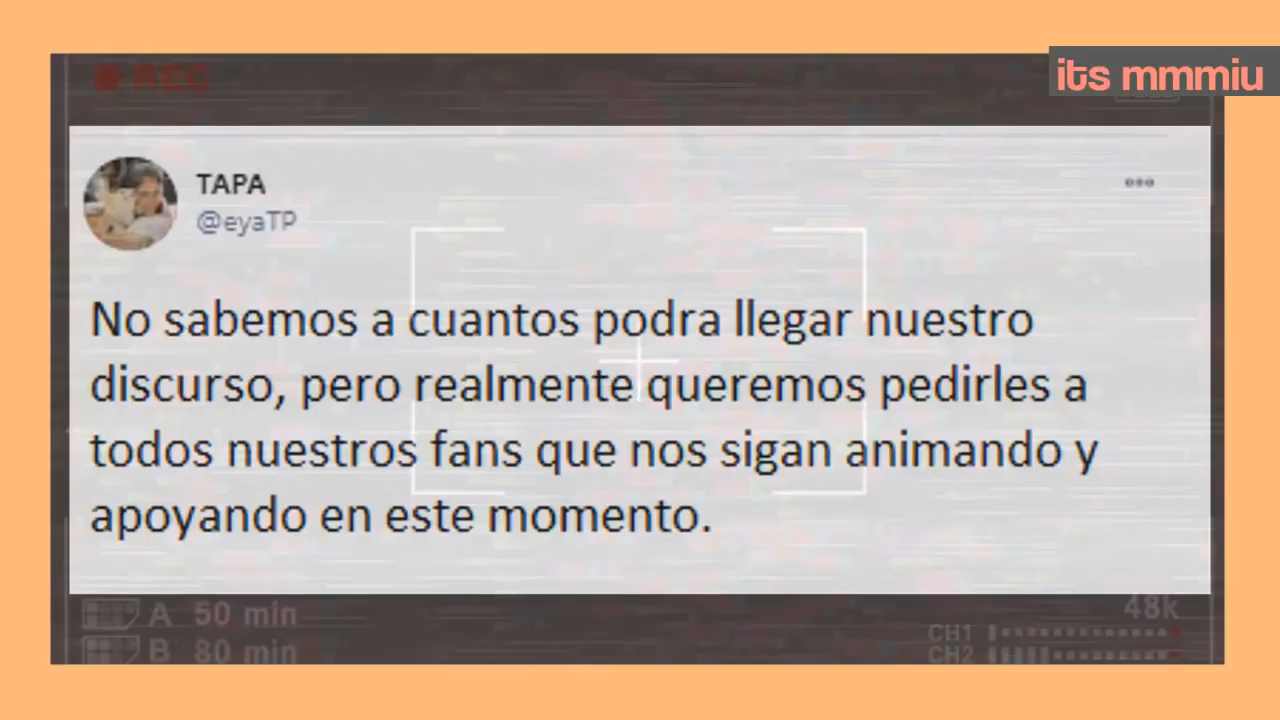 REC
its mmmiu
TAPA
@eyaTP
No sabemos a cuantos podra llegar nuestro
discurso, pero realmente queremos pedirles a
todos nuestros fans que nos sigan animando y
apoyando en este momento.
A 50 min
48k
CH1
B 80 min
CH2